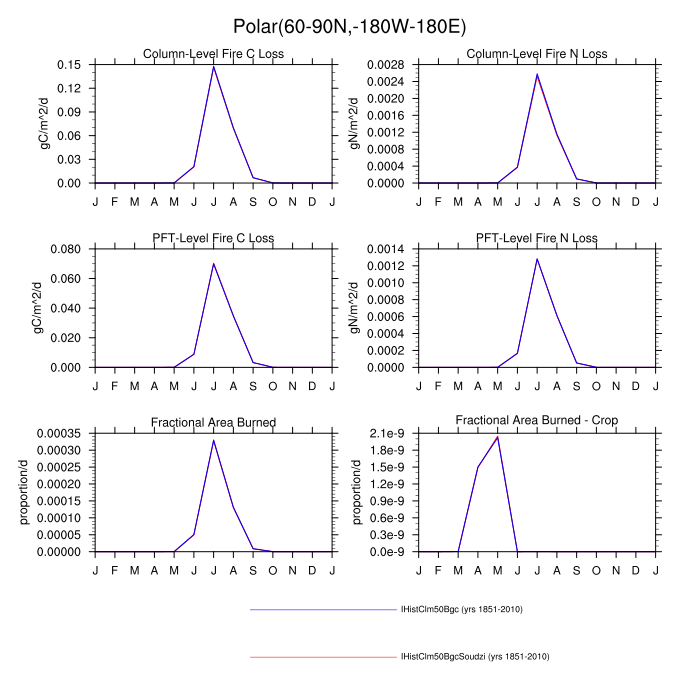 Polar(60-90N,-180W-180E)
Column-Level Fire C Loss
gC/m^2/d
0.15
0.12
0.09
0.06
0.03
0.00
J F M A M J J A S O N D J
Column-Level Fire N Loss
gN/m^2/d
0.0028
0.0024
0.0020
0.0016
0.0012
0.0008
0.0004
0.0000
J F M A M J J A S O N D J
PFT-Level Fire C Loss
gC/m^2/d
0.080
0.060
0.040
0.020
0.000
J F M A M J J A S O N D J
PFT-Level Fire N Loss
gN/m^2/d
0.0014
0.0012
0.0010
0.0008
0.0006
0.0004
0.0002
0.0000
J F M A M J J A S O N D J
Fractional Area Burned
proportion/d
0.00035
0.00030
0.00025
0.00020
0.00015
0.00010
0.00005
0.00000
J F M A M J J A S O N D J
Fractional Area Burned - Crop
proportion/d
2.1e-9
1.8e-9
1.5e-9
1.2e-9
0.9e-9
0.6e-9
0.3e-9
0.0e-9
J F M A M J J A S O N D J
IHistClm50Bgc (yrs 1851-2010)
IHistClm50BgcSoudzi (yrs 1851-2010)